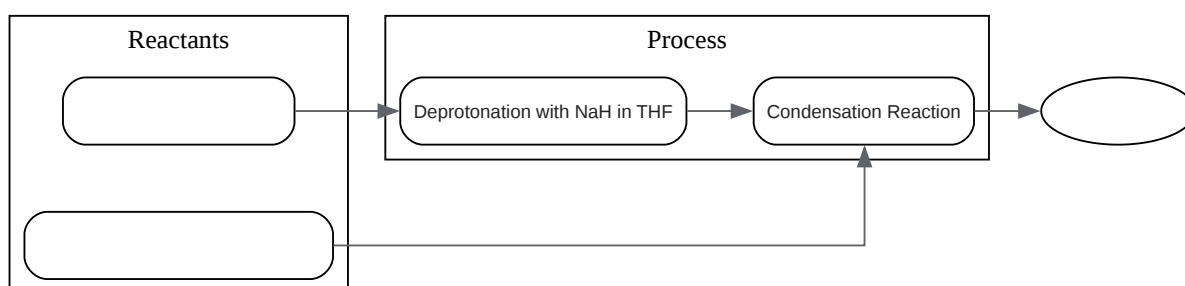 Reactants
Process
Deprotonation with NaH in THF
Condensation Reaction